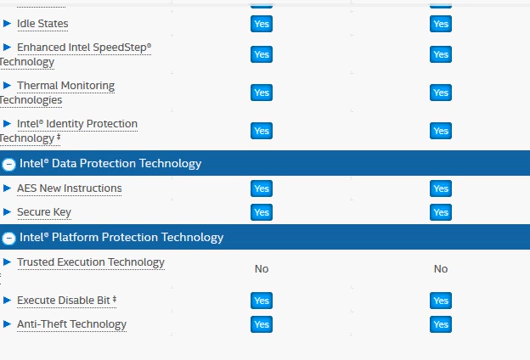 Idle States Yes Yes
Enhanced Intel SpeedStep® Yes Yes
Technology
Thermal Monitoring Yes Yes
Technologies
Intel® Identity Protection Yes Yes
Technology ‡
Intel® Data Protection Technology
AES New Instructions Yes Yes
Secure Key Yes Yes
Intel® Platform Protection Technology
Trusted Execution Technology No No
‡
Execute Disable Bit ‡ Yes Yes
Anti-Theft Technology Yes Yes